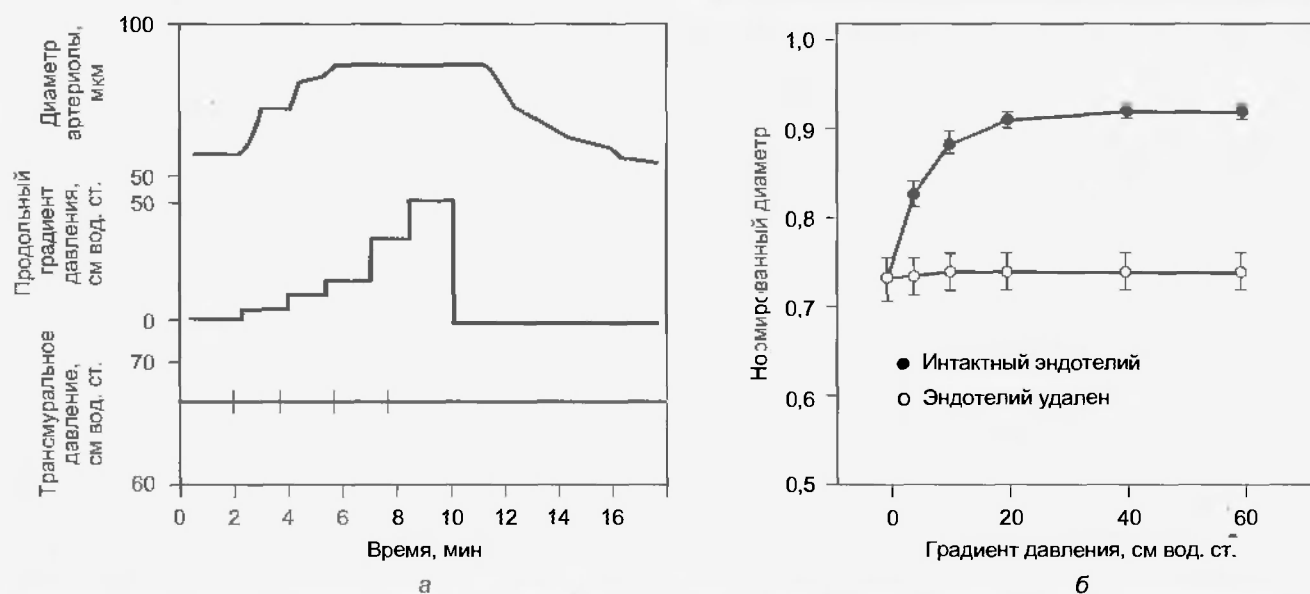 100
Диаметр
артериолы,
мкм
50
50
Продольный
градиент
давления,
см вод. ст.
0
70
Трансмуральное
давление,
см вод. ст.
60
0 2 4 6 8 10 12 14 16
Время, мин
а
1,0
0,9
0,8
0,7
0,6
0,5
Нормированный диаметр
Интактный эндотелий
Эндотелий удален
0 20 40 60
Градиент давления, см вод. ст.
б